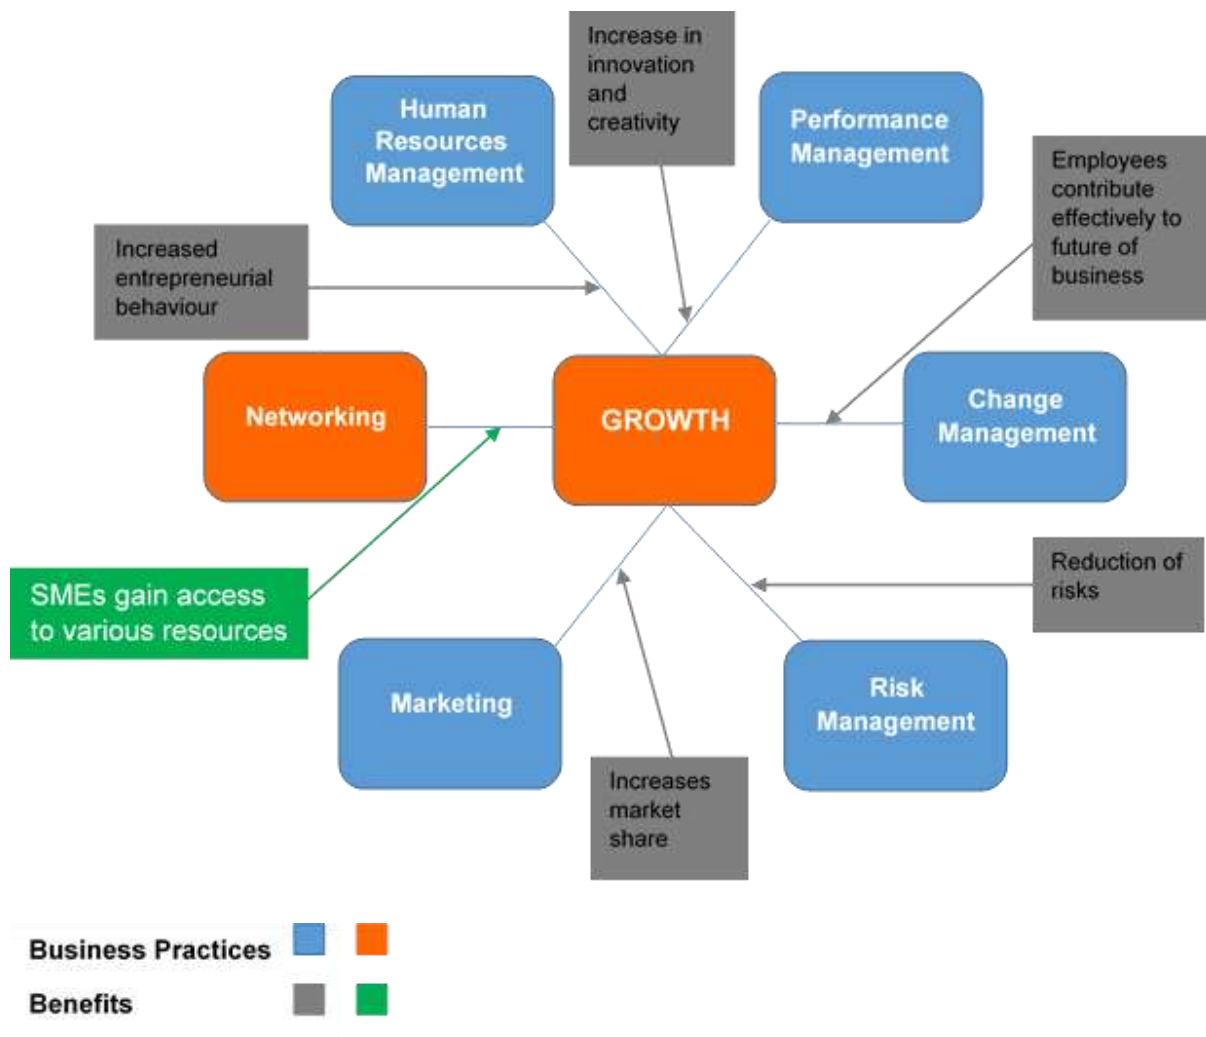 Increase in
innovation
and
creativity
Human
Resources
Management
Performance
Management
Employees
contribute
effectively to
future of
business
Increased
entrepreneurial
behaviour
Networking
GROWTH
Change
Management
SMEs gain access
to various resources
Reduction of
risks
Marketing
Risk
Management
Increases
market
share
Business Practices
Benefits